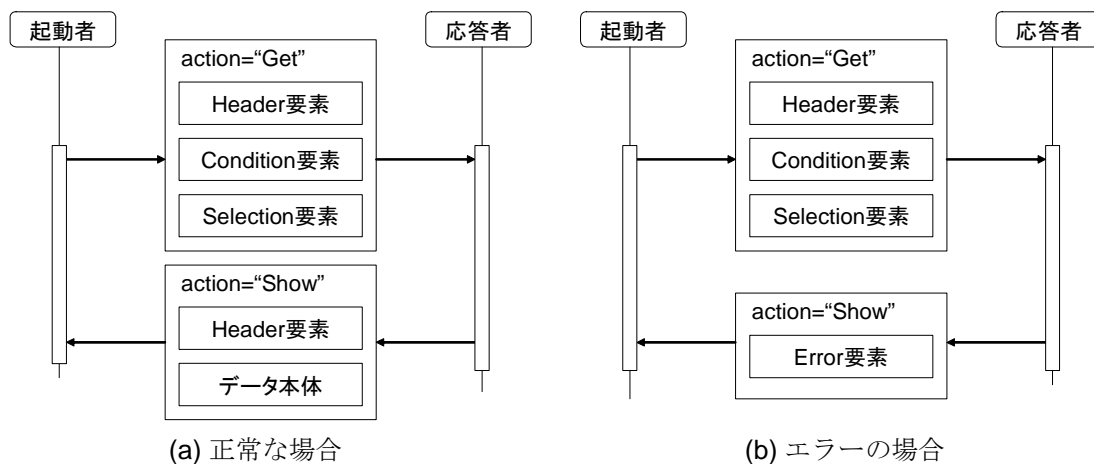 起動者
応答者
action=“Get”
Header要素
Condition要素
Selection要素
action=“Show”
Header要素
データ本体
(a) 正常な場合
起動者
応答者
action=“Get”
Header要素
Condition要素
Selection要素
action=“Show”
Error要素
(b) エラーの場合